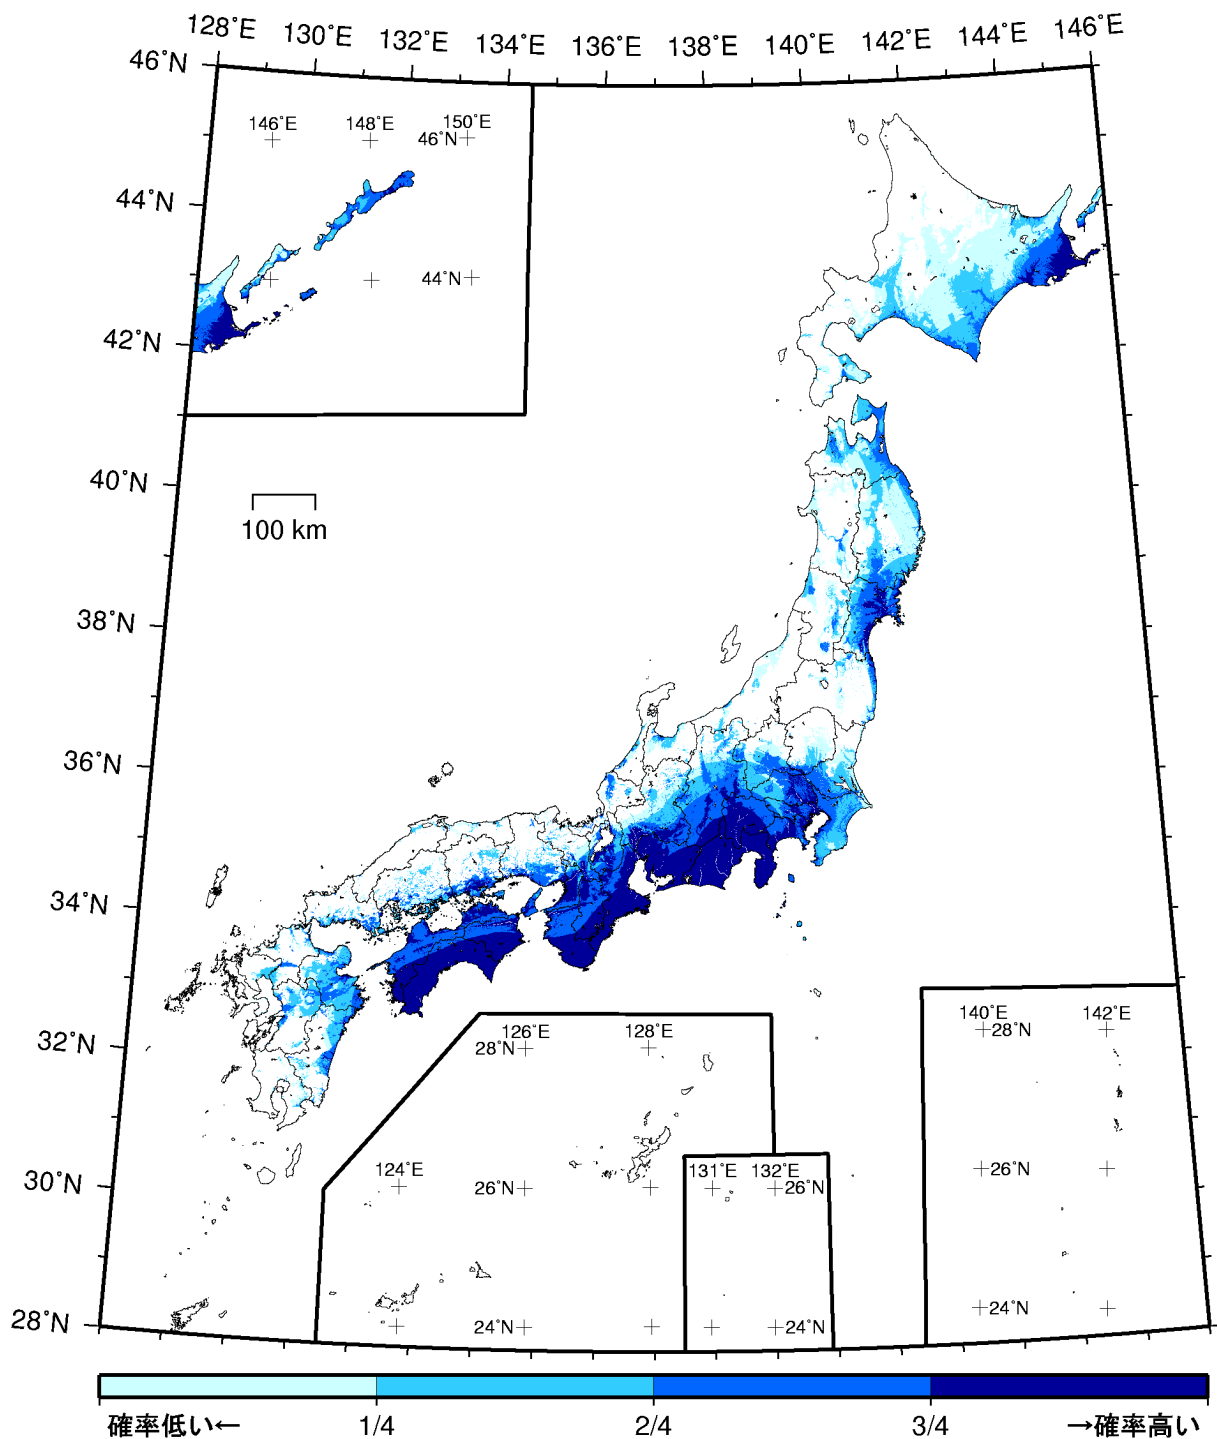 128°E 130°E 132°E 134°E 136°E 138°E 140°E 142°E 144°E 146°E
46°N
146°E 148°E 150°E
46°N
44°N
44°N
42°N
40°N
100 km
38°N
36°N
34°N
32°N
126°E 128°E
28°N
140°E 142°E
28°N
30°N
124°E
26°N
131°E 132°E
26°N
26°N
28°N
24°N
24°N
24°N
確率低い← 1/4 2/4 3/4 →確率高い